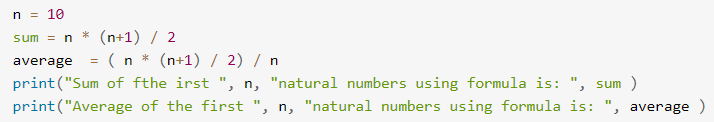 n = 10
sum = n * (n+1) / 2
average  = ( n * (n+1) / 2) / n
print("Sum of fthe irst ", n, "natural numbers using formula is: ", sum )
print("Average of the first ", n, "natural numbers using formula is: ", average )